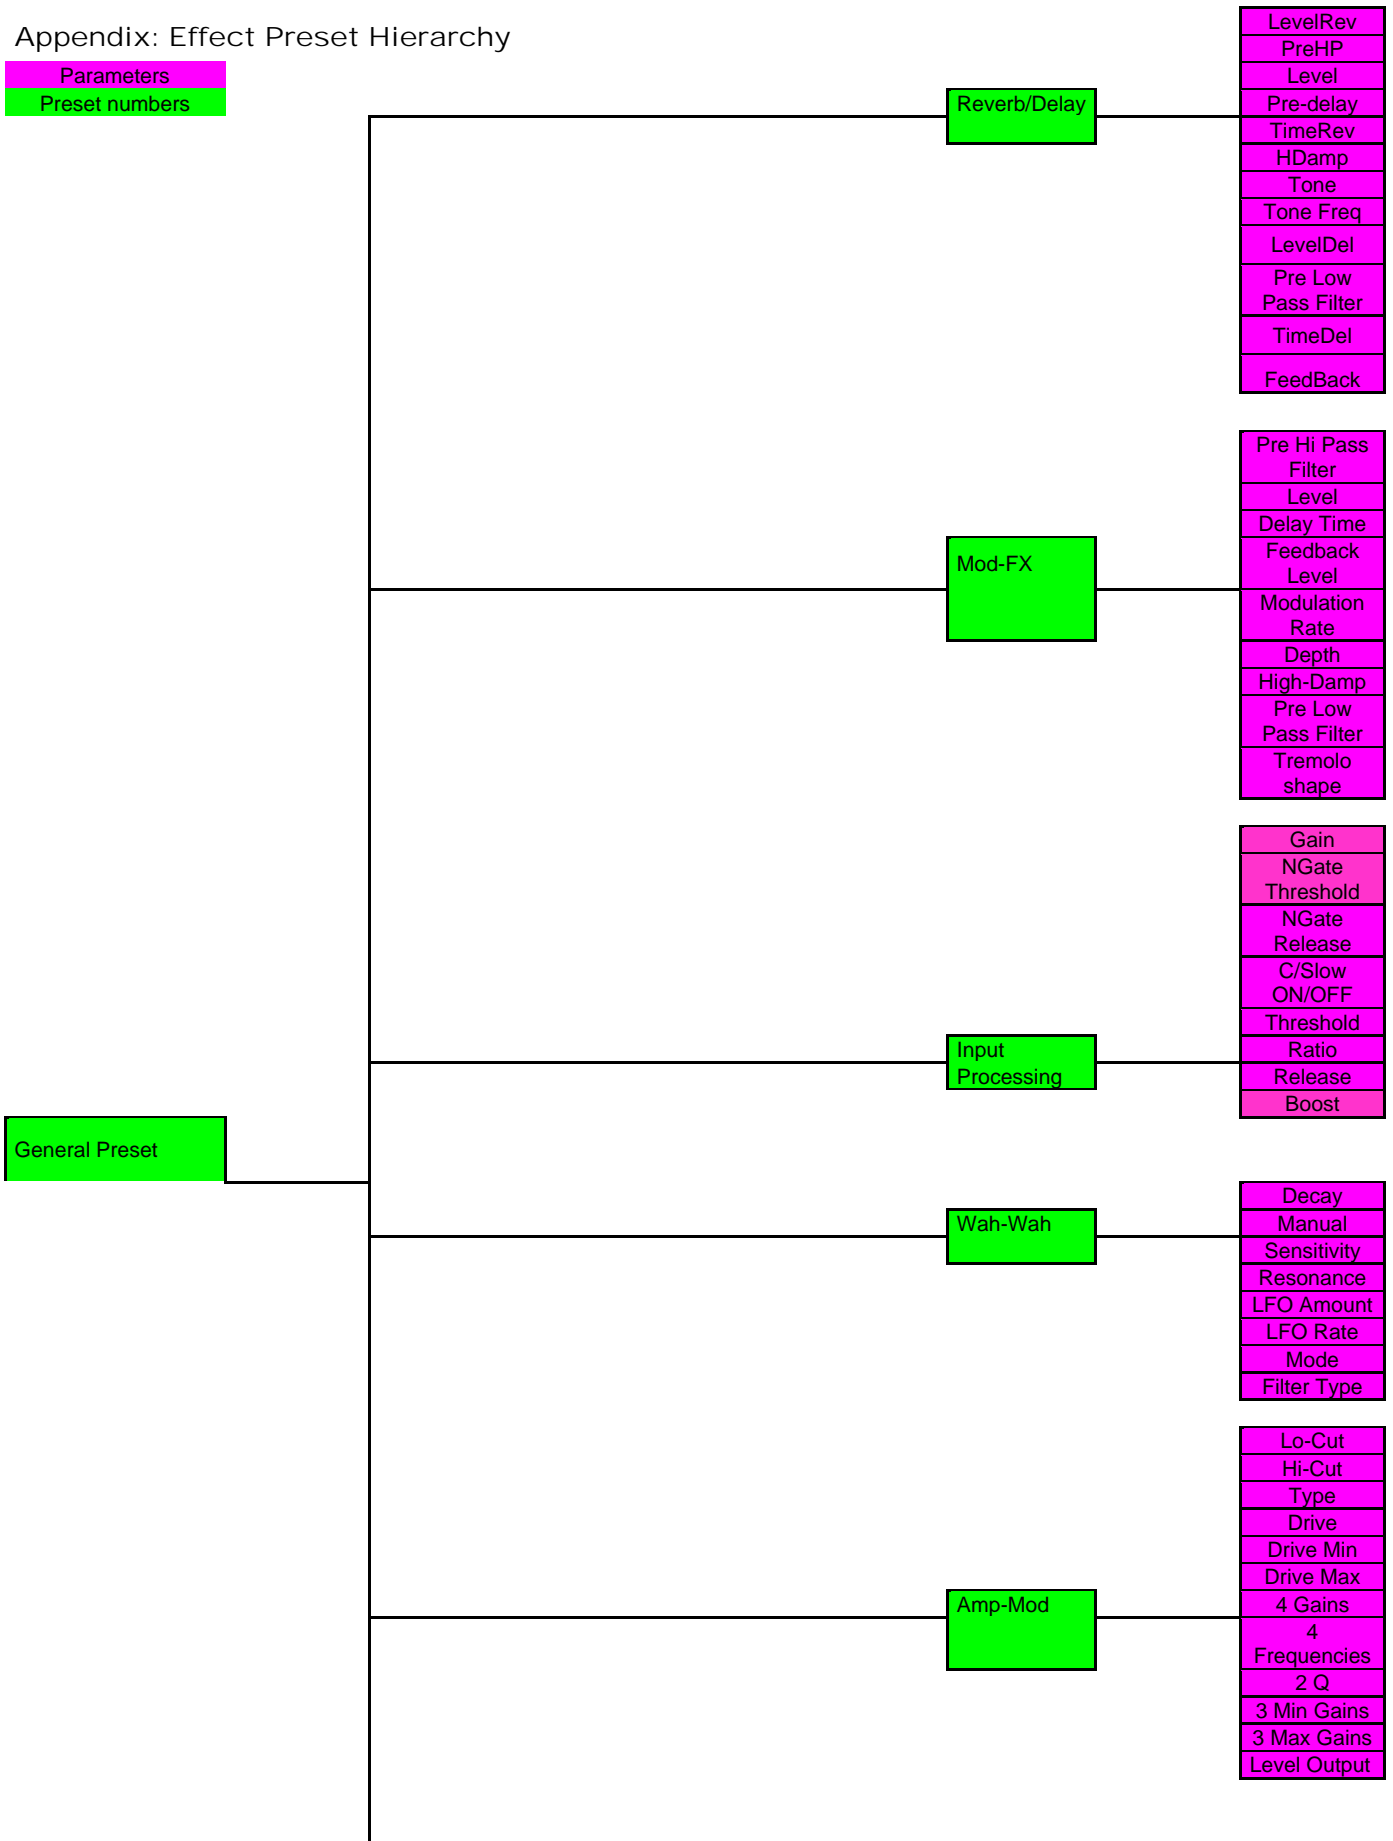 Appendix: Effect Preset Hierarchy
Parameters
Preset numbers
Reverb/Delay
LevelRev
PreHP
Level
Pre-delay
TimeRev
HDamp
Tone
Tone Freq
LevelDel
Pre Low
Pass Filter
TimeDel
FeedBack
Mod-FX
Pre Hi Pass
Filter
Level
Delay Time
Feedback
Level
Modulation
Rate
Depth
High-Damp
Pre Low
Pass Filter
Tremolo
shape
Input
Processing
Gain
NGate
Threshold
NGate
Release
C/Slow
ON/OFF
Threshold
Ratio
Release
Boost
General Preset
Wah-Wah
Decay
Manual
Sensitivity
Resonance
LFO Amount
LFO Rate
Mode
Filter Type
Amp-Mod
Lo-Cut
Hi-Cut
Type
Drive
Drive Min
Drive Max
4 Gains
4
Frequencies
2 Q
3 Min Gains
3 Max Gains
Level Output